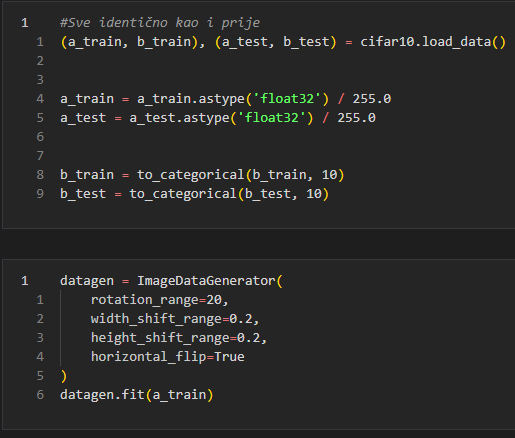 1 #Sve identično kao i prije
1 (a_train, b_train), (a_test, b_test) = cifar10.load_data()
2
3
4 a_train = a_train.astype('float32') / 255.0
5 a_test = a_test.astype('float32') / 255.0
6
7
8 b_train = to_categorical(b_train, 10)
9 b_test = to_categorical(b_test, 10)
1 datagen = ImageDataGenerator(
1 rotation_range=20,
2 width_shift_range=0.2,
3 height_shift_range=0.2,
4 horizontal_flip=True
5 )
6 datagen.fit(a_train)